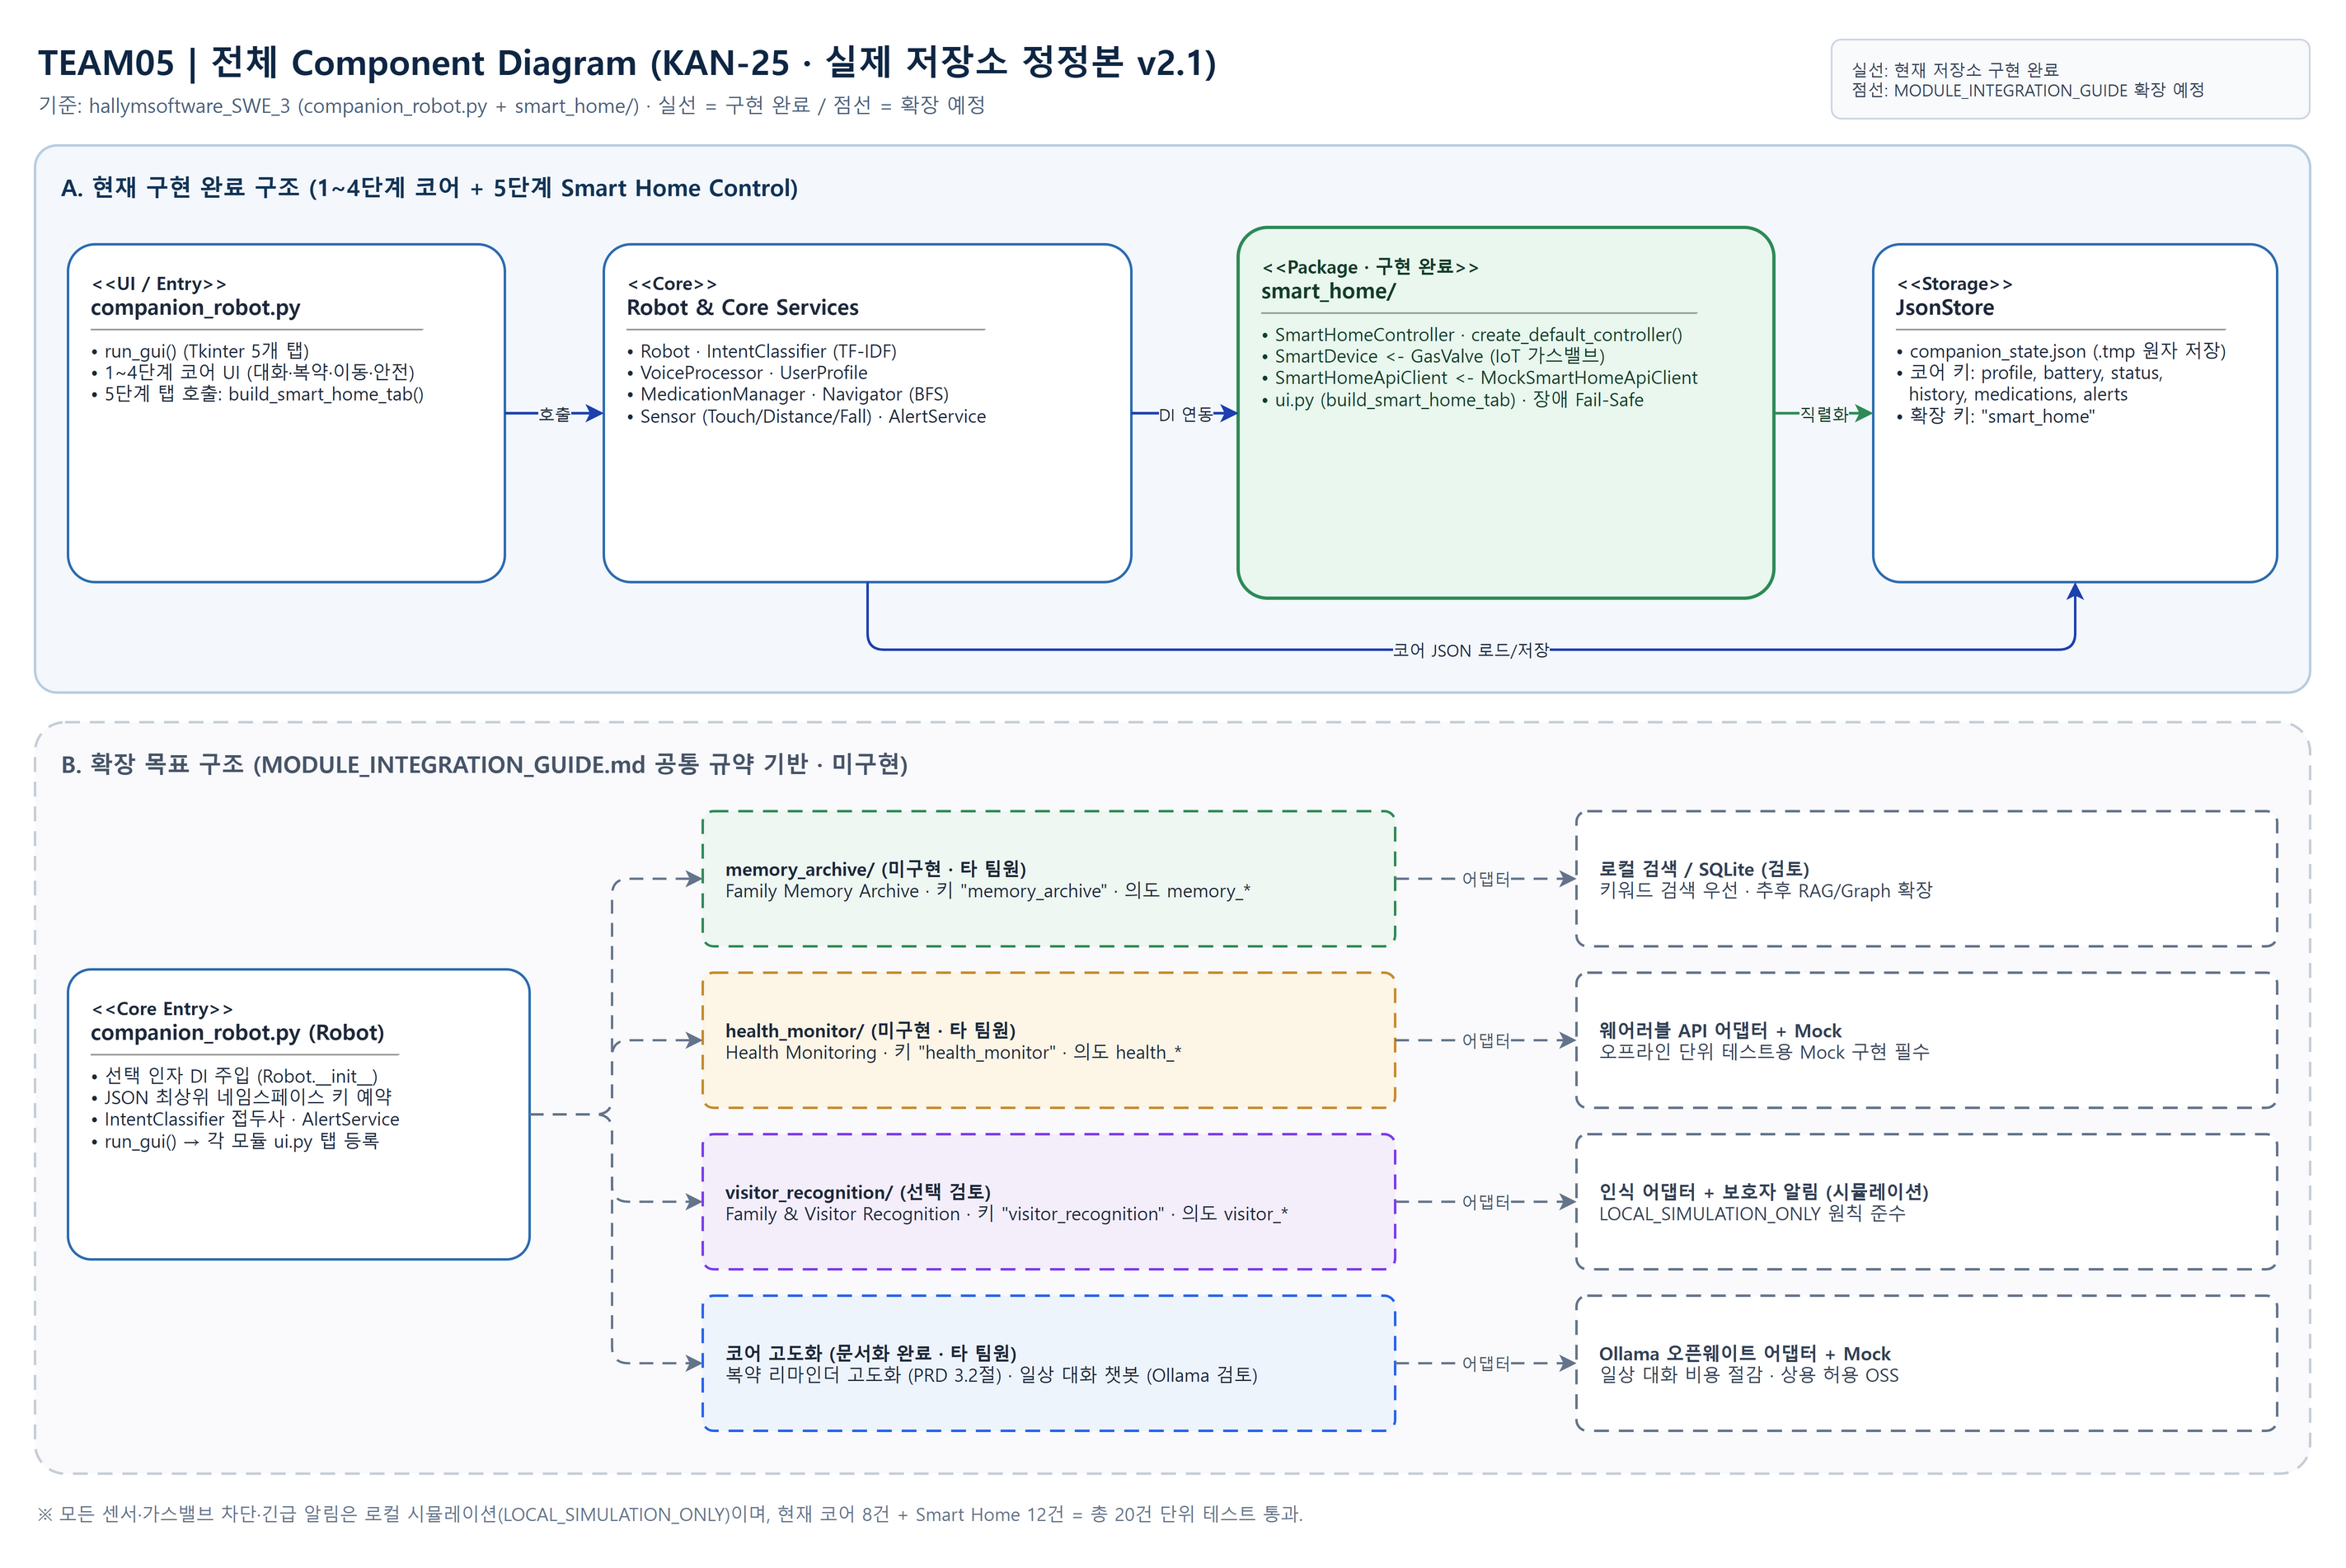 TEAM05 | 전체 Component Diagram (KAN-25 · 실제 저장소 정정본 v2.1)
기준: hallymsoftware_SWE_3 (companion_robot.py + smart_home/) · 실선 = 구현 완료 / 점선 = 확장 예정
실선: 현재 저장소 구현 완료
점선: MODULE_INTEGRATION_GUIDE 확장 예정
A. 현재 구현 완료 구조 (1~4단계 코어 + 5단계 Smart Home Control)
<<UI / Entry>>
companion_robot.py
• run_gui() (Tkinter 5개 탭)
• 1~4단계 코어 UI (대화·복약·이동·안전)
• 5단계 탭 호출: build_smart_home_tab()
호출
<<Core>>
Robot & Core Services
• Robot · IntentClassifier (TF-IDF)
• VoiceProcessor · UserProfile
• MedicationManager · Navigator (BFS)
• Sensor (Touch/Distance/Fall) · AlertService
DI 연동
<<Package · 구현 완료>>
smart_home/
• SmartHomeController · create_default_controller()
• SmartDevice <- GasValve (IoT 가스밸브)
• SmartHomeApiClient <- MockSmartHomeApiClient
• ui.py (build_smart_home_tab) · 장애 Fail-Safe
직렬화
<<Storage>>
JsonStore
• companion_state.json (.tmp 원자 저장)
• 코어 키: profile, battery, status,
history, medications, alerts
• 확장 키: "smart_home"
코어 JSON 로드/저장
B. 확장 목표 구조 (MODULE_INTEGRATION_GUIDE.md 공통 규약 기반 · 미구현)
<<Core Entry>>
companion_robot.py (Robot)
• 선택 인자 DI 주입 (Robot.__init__)
• JSON 최상위 네임스페이스 키 예약
• IntentClassifier 접두사 · AlertService
• run_gui() → 각 모듈 ui.py 탭 등록
memory_archive/ (미구현 · 타 팀원)
Family Memory Archive · 키 "memory_archive" · 의도 memory_*
어댑터
로컬 검색 / SQLite (검토)
키워드 검색 우선 · 추후 RAG/Graph 확장
health_monitor/ (미구현 · 타 팀원)
Health Monitoring · 키 "health_monitor" · 의도 health_*
어댑터
웨어러블 API 어댑터 + Mock
오프라인 단위 테스트용 Mock 구현 필수
visitor_recognition/ (선택 검토)
Family & Visitor Recognition · 키 "visitor_recognition" · 의도 visitor_*
어댑터
인식 어댑터 + 보호자 알림 (시뮬레이션)
LOCAL_SIMULATION_ONLY 원칙 준수
코어 고도화 (문서화 완료 · 타 팀원)
복약 리마인더 고도화 (PRD 3.2절) · 일상 대화 챗봇 (Ollama 검토)
어댑터
Ollama 오픈웨이트 어댑터 + Mock
일상 대화 비용 절감 · 상용 허용 OSS
※ 모든 센서·가스밸브 차단·긴급 알림은 로컬 시뮬레이션(LOCAL_SIMULATION_ONLY)이며, 현재 코어 8건 + Smart Home 12건 = 총 20건 단위 테스트 통과.